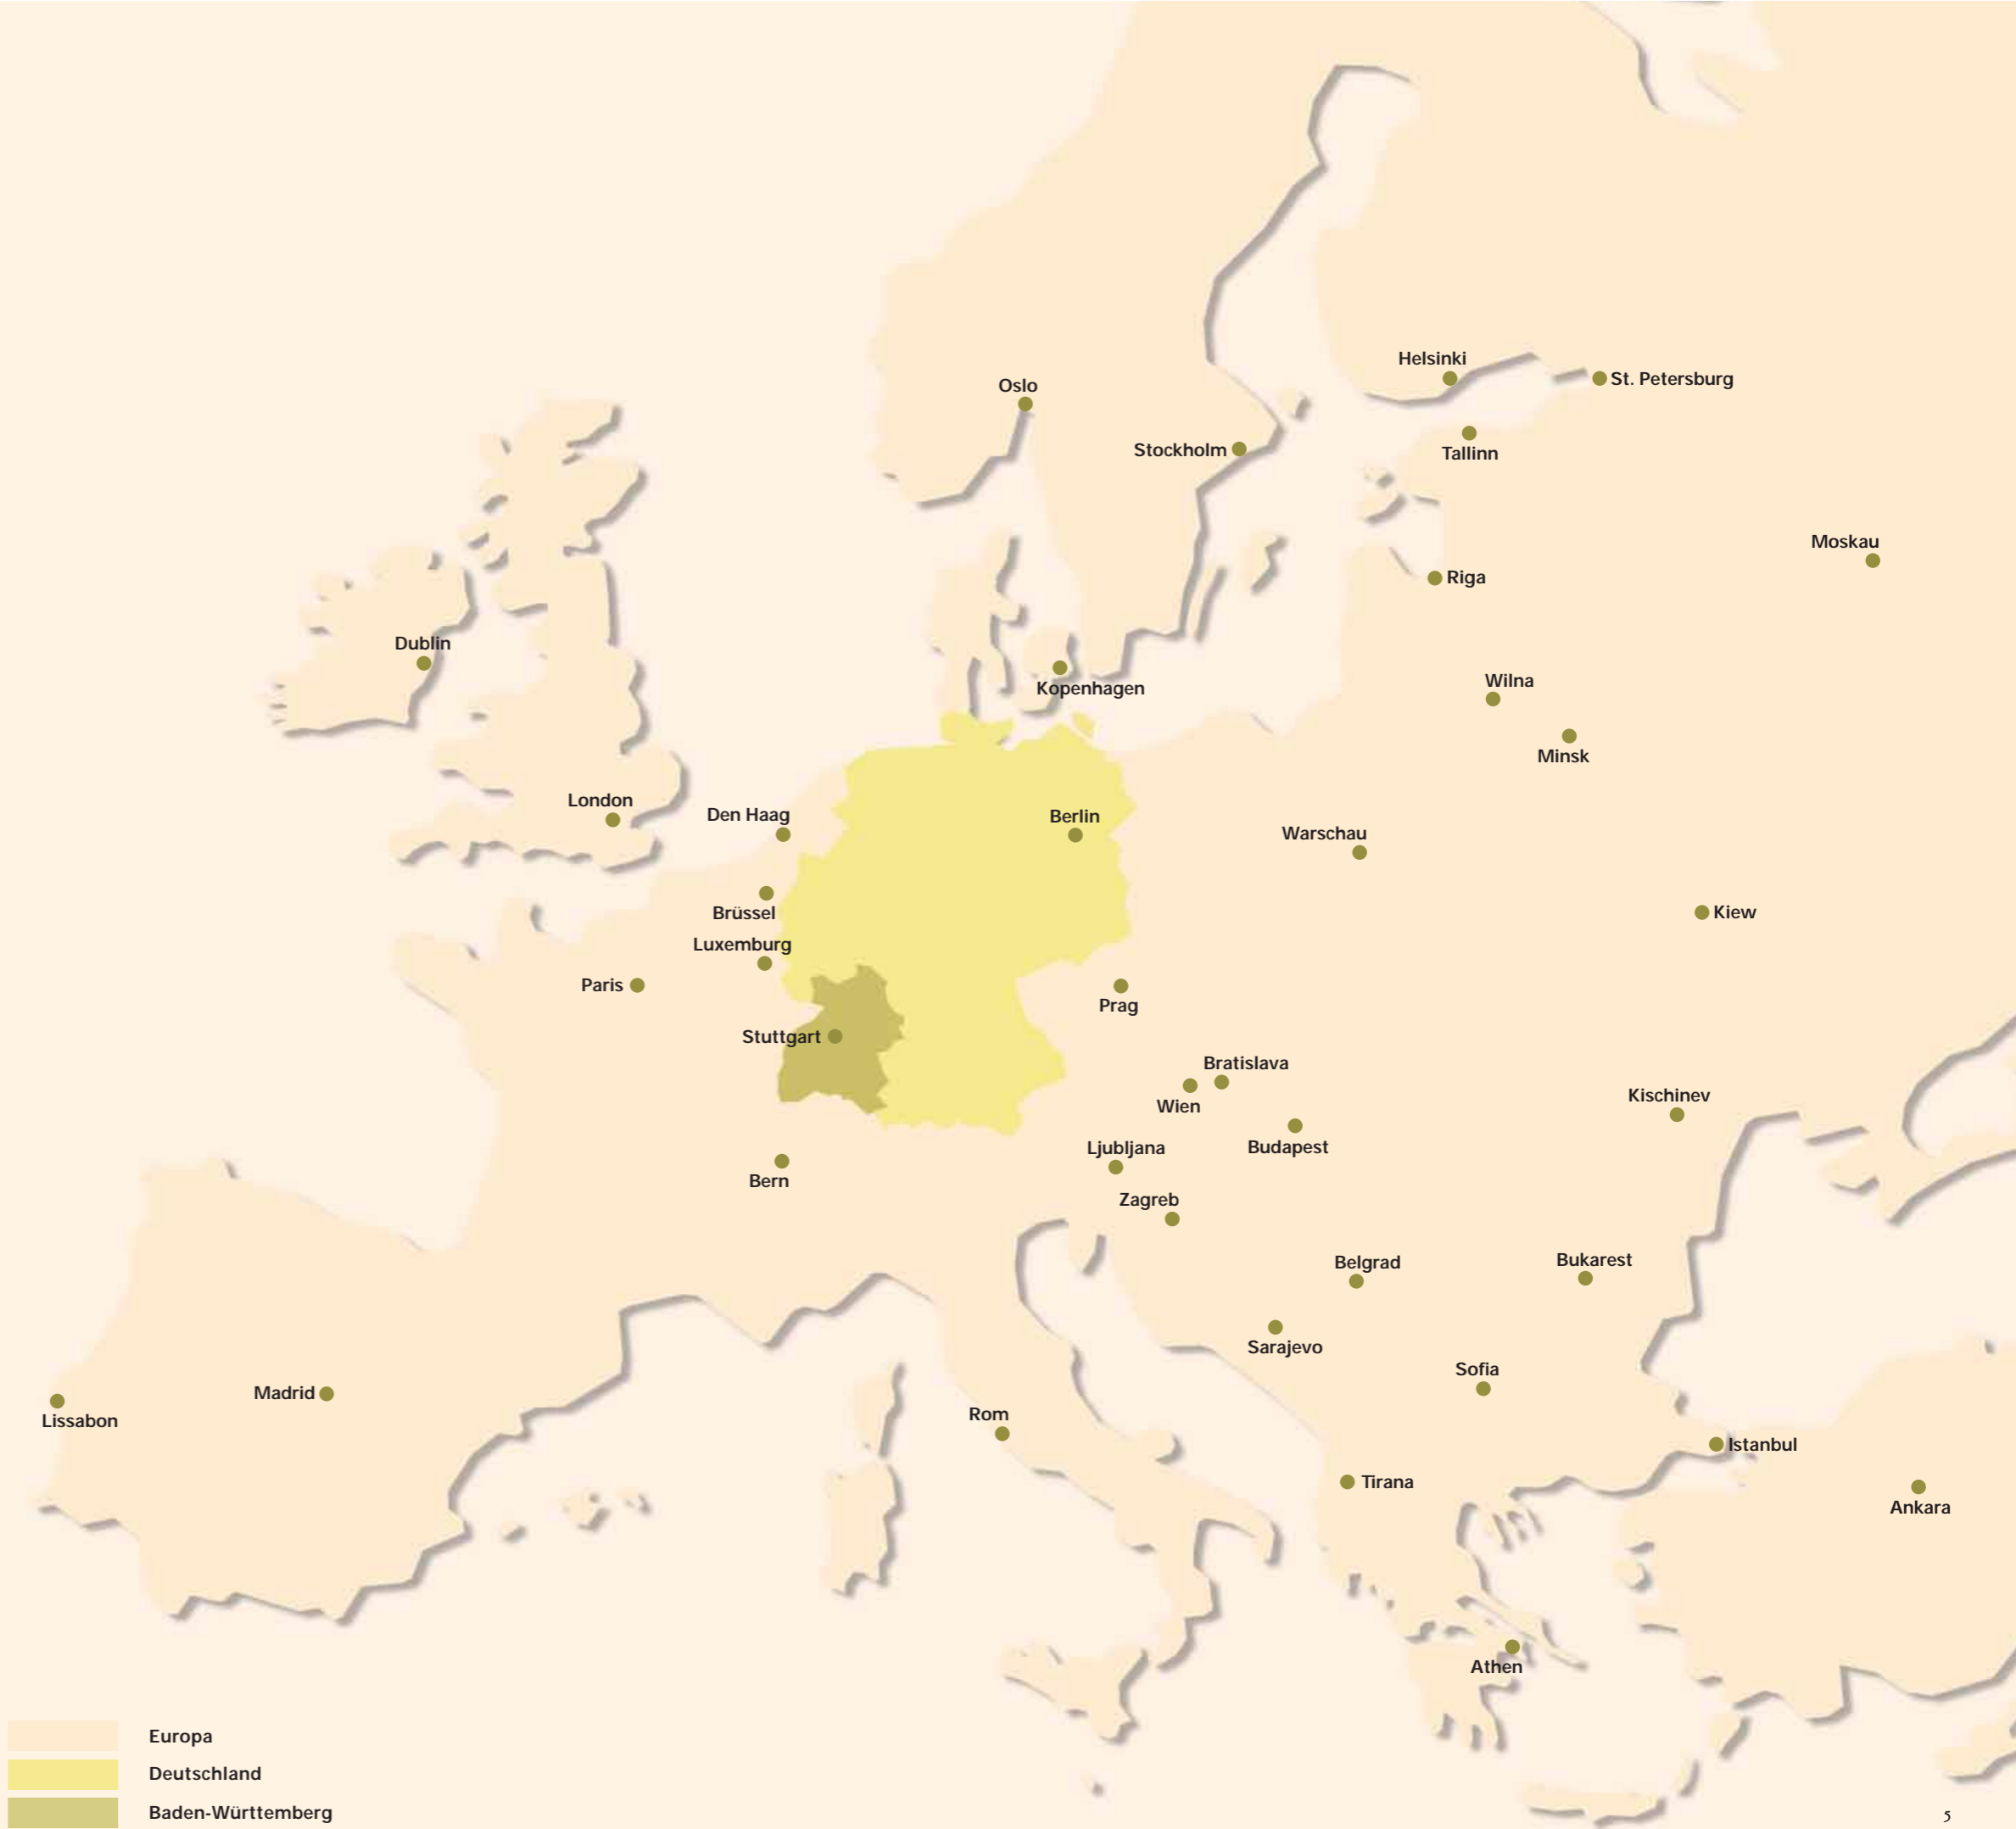 Helsinki
St. Petersburg
Oslo
Stockholm
Tallinn
Moskau
Riga
Dublin
Wilna
Kopenhagen
Minsk
London
Den Haag
Berlin
Warschau
Brüssel
Kiew
Luxemburg
Paris
Prag
Stuttgart
Bratislava
Wien
Kischinev
Budapest
Ljubljana
Bern
Zagreb
Belgrad
Bukarest
Sarajevo
Sofia
Madrid
Lissabon
Rom
Istanbul
Tirana
Ankara
Athen
Europa
Deutschland
Baden-Württemberg
5